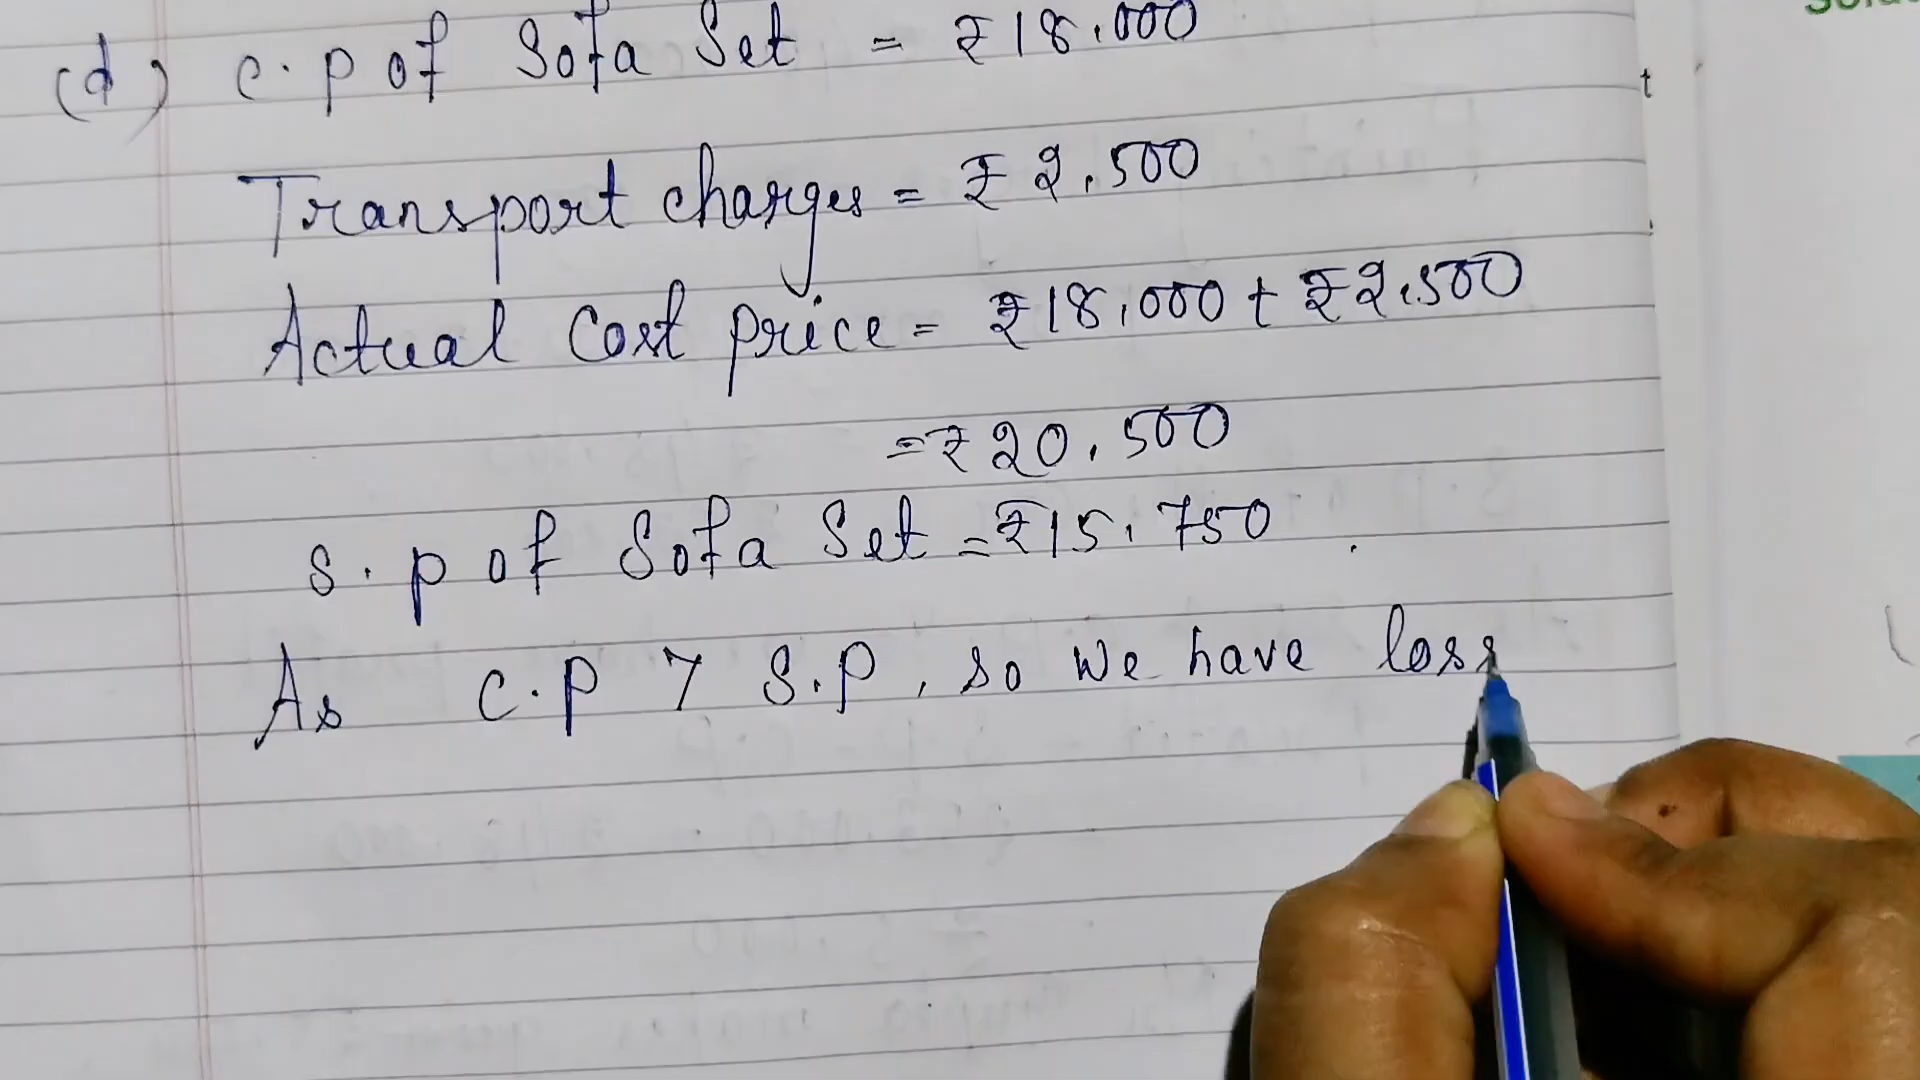 (d) C.P of Sofa Set = ₹18,000
Transport charges = ₹2,500
Actual Cost price = ₹18,000 + ₹2,500
= ₹20,500
S.P of Sofa Set = ₹15,750
As C.P > S.P, so we have loss